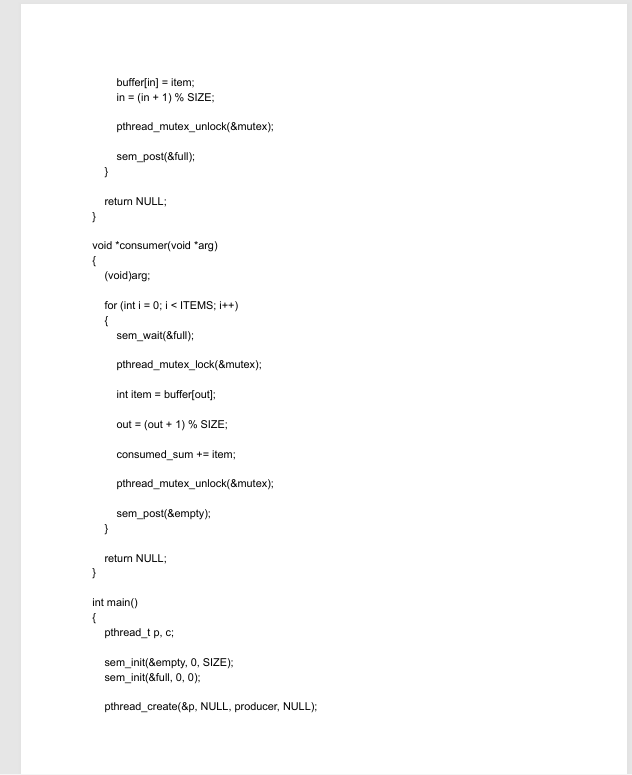 buffer[in] = item;
in = (in + 1) % SIZE;
pthread_mutex_unlock(&mutex);
sem_post(&full);
}
return NULL;
}
void *consumer(void *arg)
{
(void)arg;
for (int i = 0; i < ITEMS; i++)
{
sem_wait(&full);
pthread_mutex_lock(&mutex);
int item = buffer[out];
out = (out + 1) % SIZE;
consumed_sum += item;
pthread_mutex_unlock(&mutex);
sem_post(&empty);
}
return NULL;
}
int main()
{
pthread_t p, c;
sem_init(&empty, 0, SIZE);
sem_init(&full, 0, 0);
pthread_create(&p, NULL, producer, NULL);